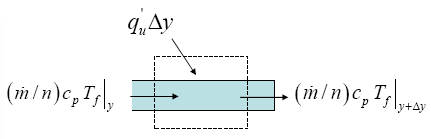 q'_u Δy
(ṁ/n) c_p T_f|_y
(ṁ/n) c_p T_f|_{y+Δy}